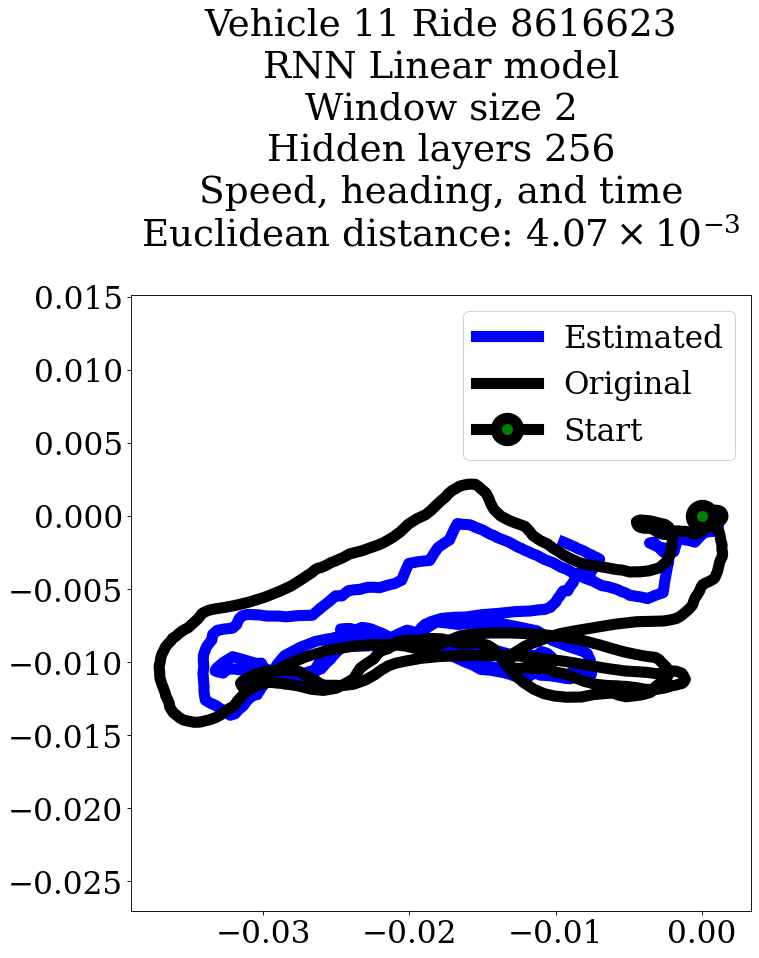 Vehicle 11 Ride 8616623
RNN Linear model
Window size 2
Hidden layers 256
Speed, heading, and time
Euclidean distance: 4.07 × 10⁻³
0.015
0.010
0.005
0.000
−0.005
−0.010
−0.015
−0.020
−0.025
Estimated
Original
Start
−0.03 −0.02 −0.01 0.00